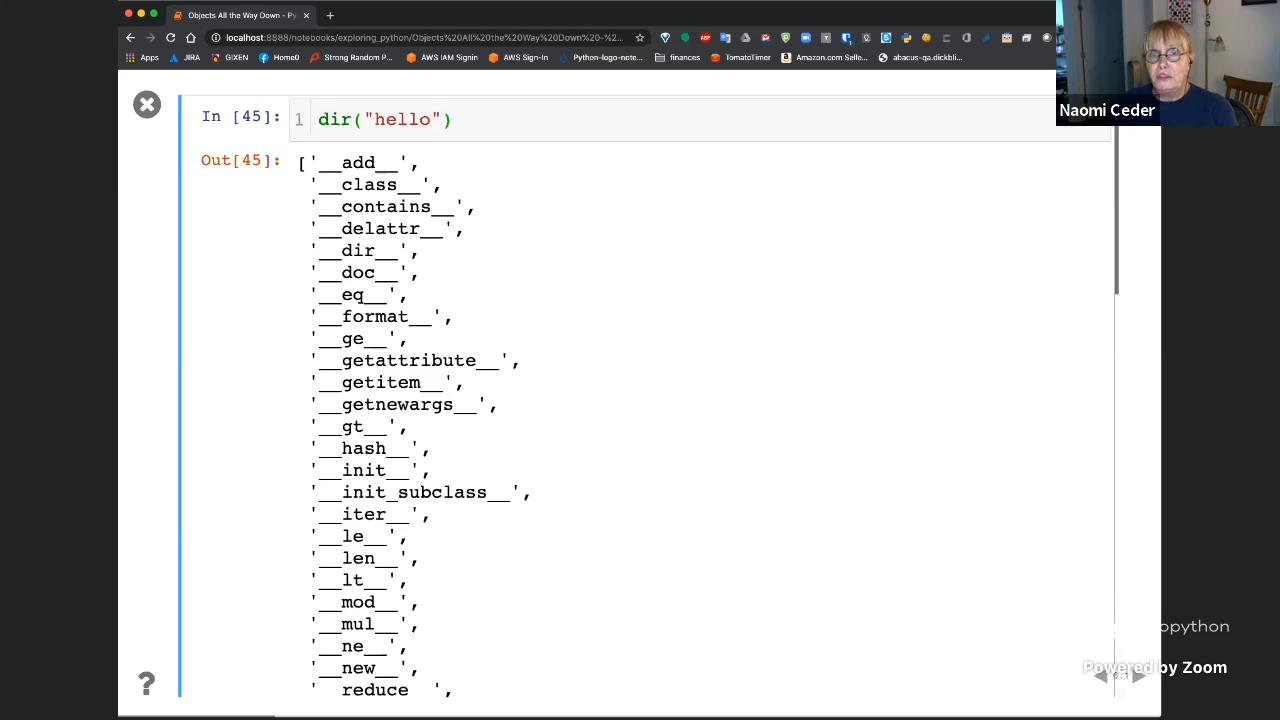 Objects All the Way Down - Py
localhost:8888/notebooks/exploring_python/Objects%20All%20the%20Way%20Down%20-%...
Apps JIRA GIXEN Home0 Strong Random P... AWS IAM Signin AWS Sign-In Python-logo-note... finances TomatoTimer Amazon.com Selle... abacus-qa.dickbli...
Naomi Ceder
In [45]: 1 dir("hello")
Out[45]: ['__add__',
'__class__',
'__contains__',
'__delattr__',
'__dir__',
'__doc__',
'__eq__',
'__format__',
'__ge__',
'__getattribute__',
'__getitem__',
'__getnewargs__',
'__gt__',
'__hash__',
'__init__',
'__init_subclass__',
'__iter__',
'__le__',
'__len__',
'__lt__',
'__mod__',
'__mul__',
'__ne__',
'__new__',
'__reduce__',
opython
Powered by Zoom
6.1
?